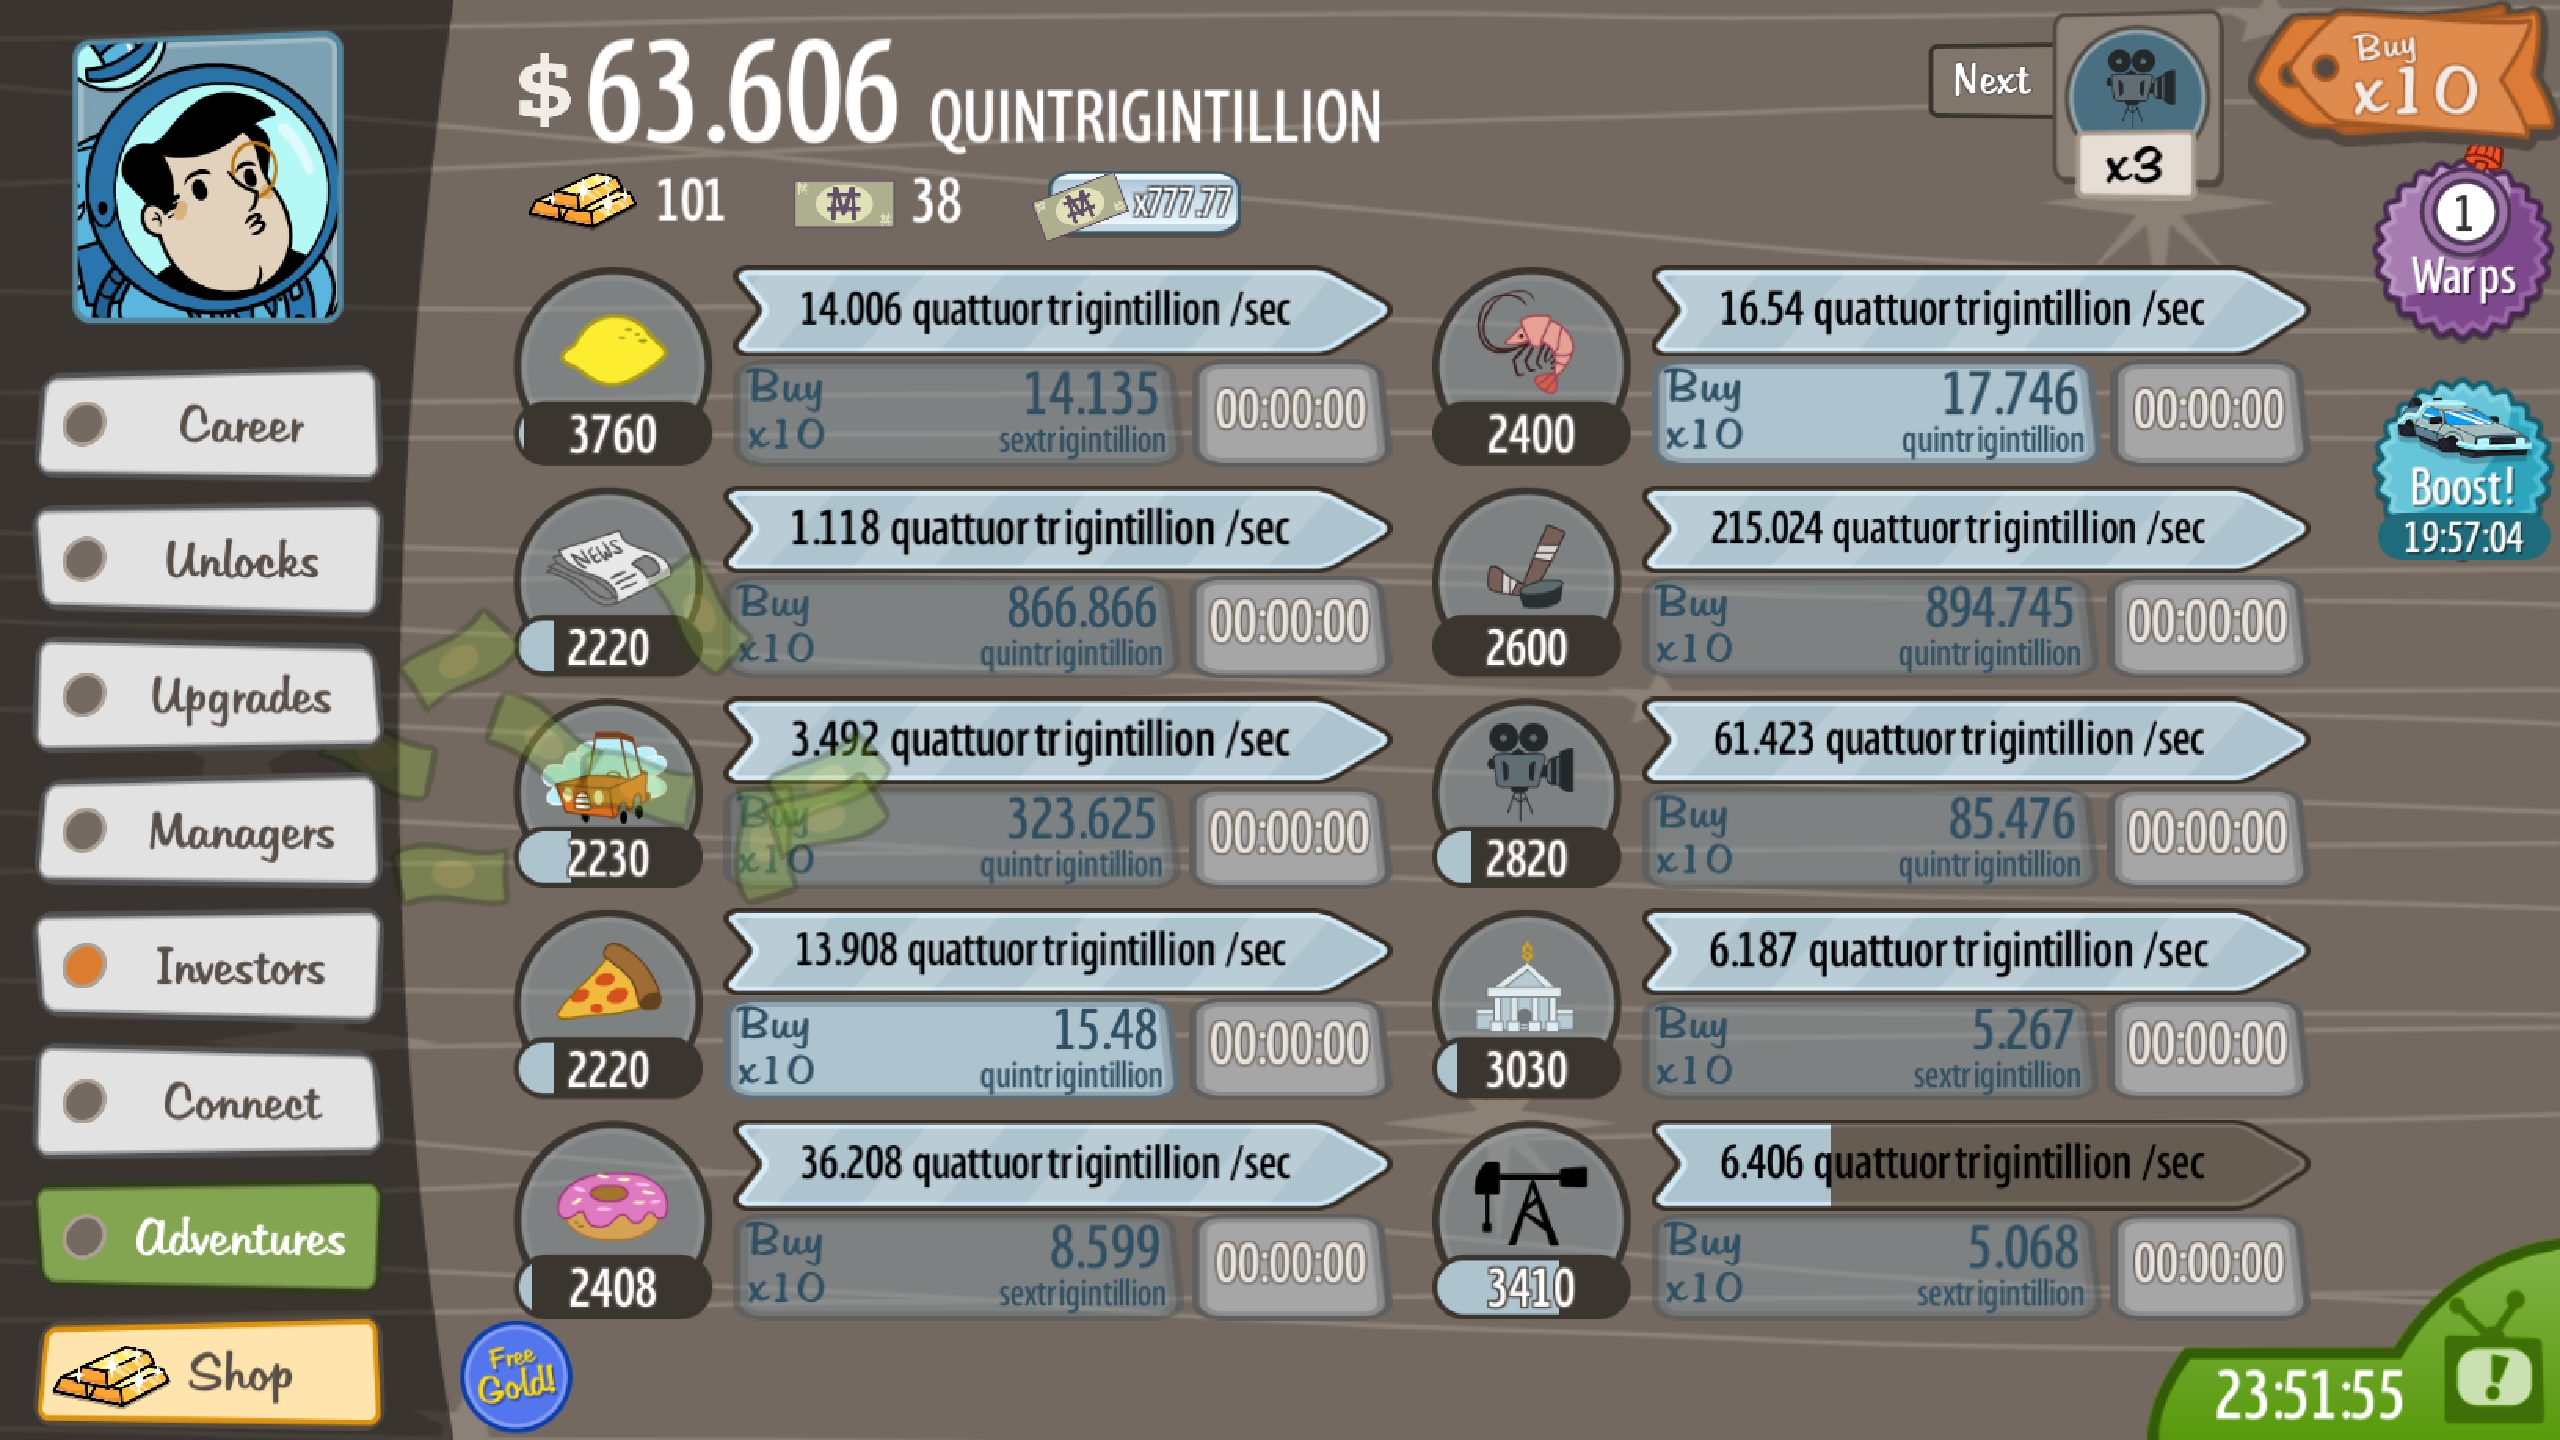 $63.606 QUINTRIGINTILLION
101 38 x777.77
Next
x3
Buy
x10
1
Warps
Boost!
19:57:04
Career
Unlocks
Upgrades
Managers
Investors
Connect
Adventures
Shop
14.006 quattuortrigintillion /sec
Buy 14.135
x10 sextrigintillion
00:00:00
3760
NEWS
1.118 quattuortrigintillion /sec
Buy 866.866
x10 quintrigintillion
00:00:00
2220
3.492 quattuortrigintillion /sec
Buy 323.625
x10 quintrigintillion
00:00:00
2230
13.908 quattuortrigintillion /sec
Buy 15.48
x10 quintrigintillion
00:00:00
2220
36.208 quattuortrigintillion /sec
Buy 8.599
x10 sextrigintillion
00:00:00
2408
16.54 quattuortrigintillion /sec
Buy 17.746
x10 quintrigintillion
00:00:00
2400
215.024 quattuortrigintillion /sec
Buy 894.745
x10 quintrigintillion
00:00:00
2600
61.423 quattuortrigintillion /sec
Buy 85.476
x10 quintrigintillion
00:00:00
2820
6.187 quattuortrigintillion /sec
Buy 5.267
x10 sextrigintillion
00:00:00
3030
6.406 quattuortrigintillion /sec
Buy 5.068
x10 sextrigintillion
00:00:00
3410
Free
Gold!
23:51:55